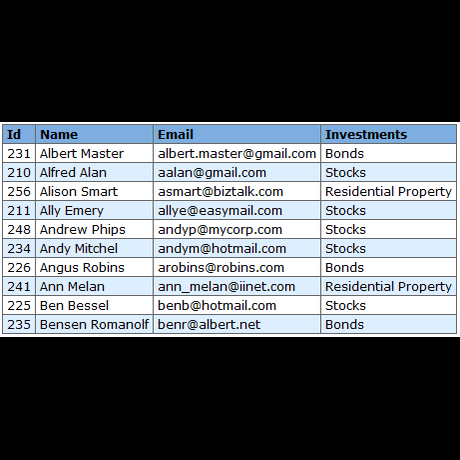 Id Name Email Investments
231 Albert Master albert.master@gmail.com Bonds
210 Alfred Alan aalan@gmail.com Stocks
256 Alison Smart asmart@biztalk.com Residential Property
211 Ally Emery allye@easymail.com Stocks
248 Andrew Phips andyp@mycorp.com Stocks
234 Andy Mitchel andym@hotmail.com Stocks
226 Angus Robins arobins@robins.com Bonds
241 Ann Melan ann_melan@iinet.com Residential Property
225 Ben Bessel benb@hotmail.com Stocks
235 Bensen Romanolf benr@albert.net Bonds